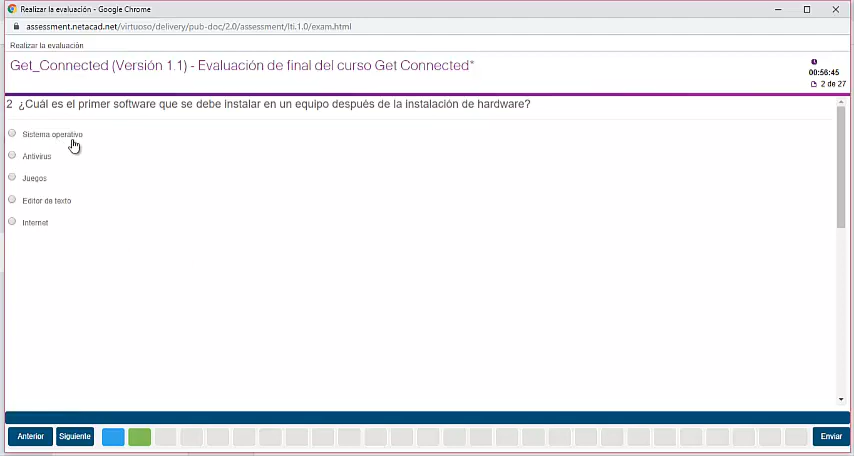 Realizar la evaluación - Google Chrome
assessment.netacad.net/virtuoso/delivery/pub-doc/2.0/assessment/lti.1.0/exam.html
Realizar la evaluación
Get_Connected (Versión 1.1) - Evaluación de final del curso Get Connected*
00:56:45
2 de 27
2 ¿Cuál es el primer software que se debe instalar en un equipo después de la instalación de hardware?
Sistema operativo
Antivirus
Juegos
Editor de texto
Internet
Anterior Siguiente Enviar